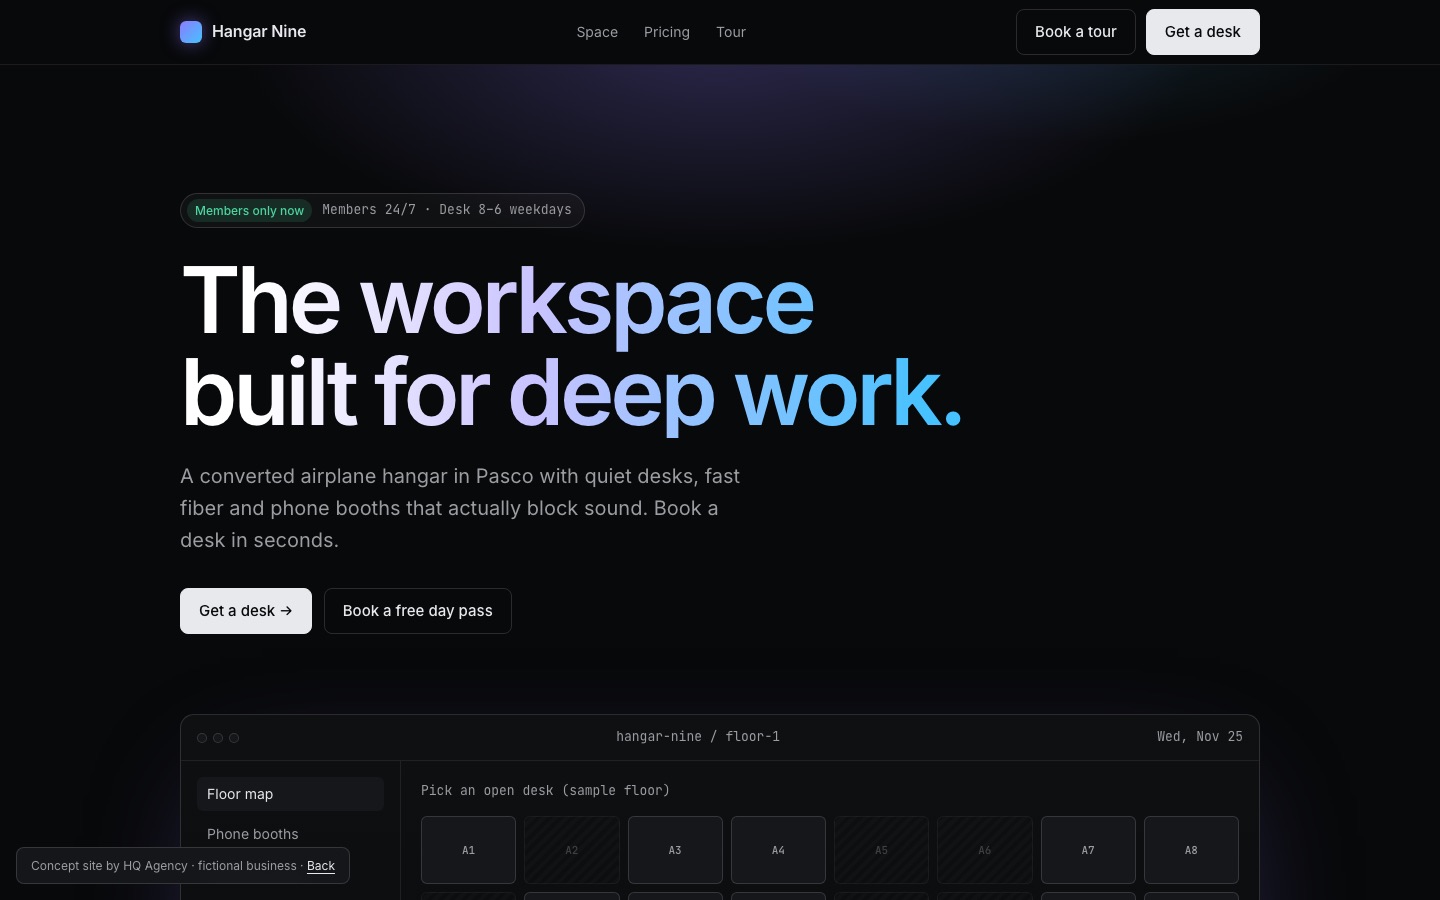 Hangar Nine
Space
Pricing
Tour
Book a tour
Get a desk
Members only now
Members 24/7 · Desk 8–6 weekdays
The workspace
built for deep work.
A converted airplane hangar in Pasco with quiet desks, fast
fiber and phone booths that actually block sound. Book a
desk in seconds.
Get a desk →
Book a free day pass
hangar-nine / floor-1
Wed, Nov 25
Floor map
Pick an open desk (sample floor)
Phone booths
A1
A2
A3
A4
A5
A6
A7
A8
Concept site by HQ Agency · fictional business · Back